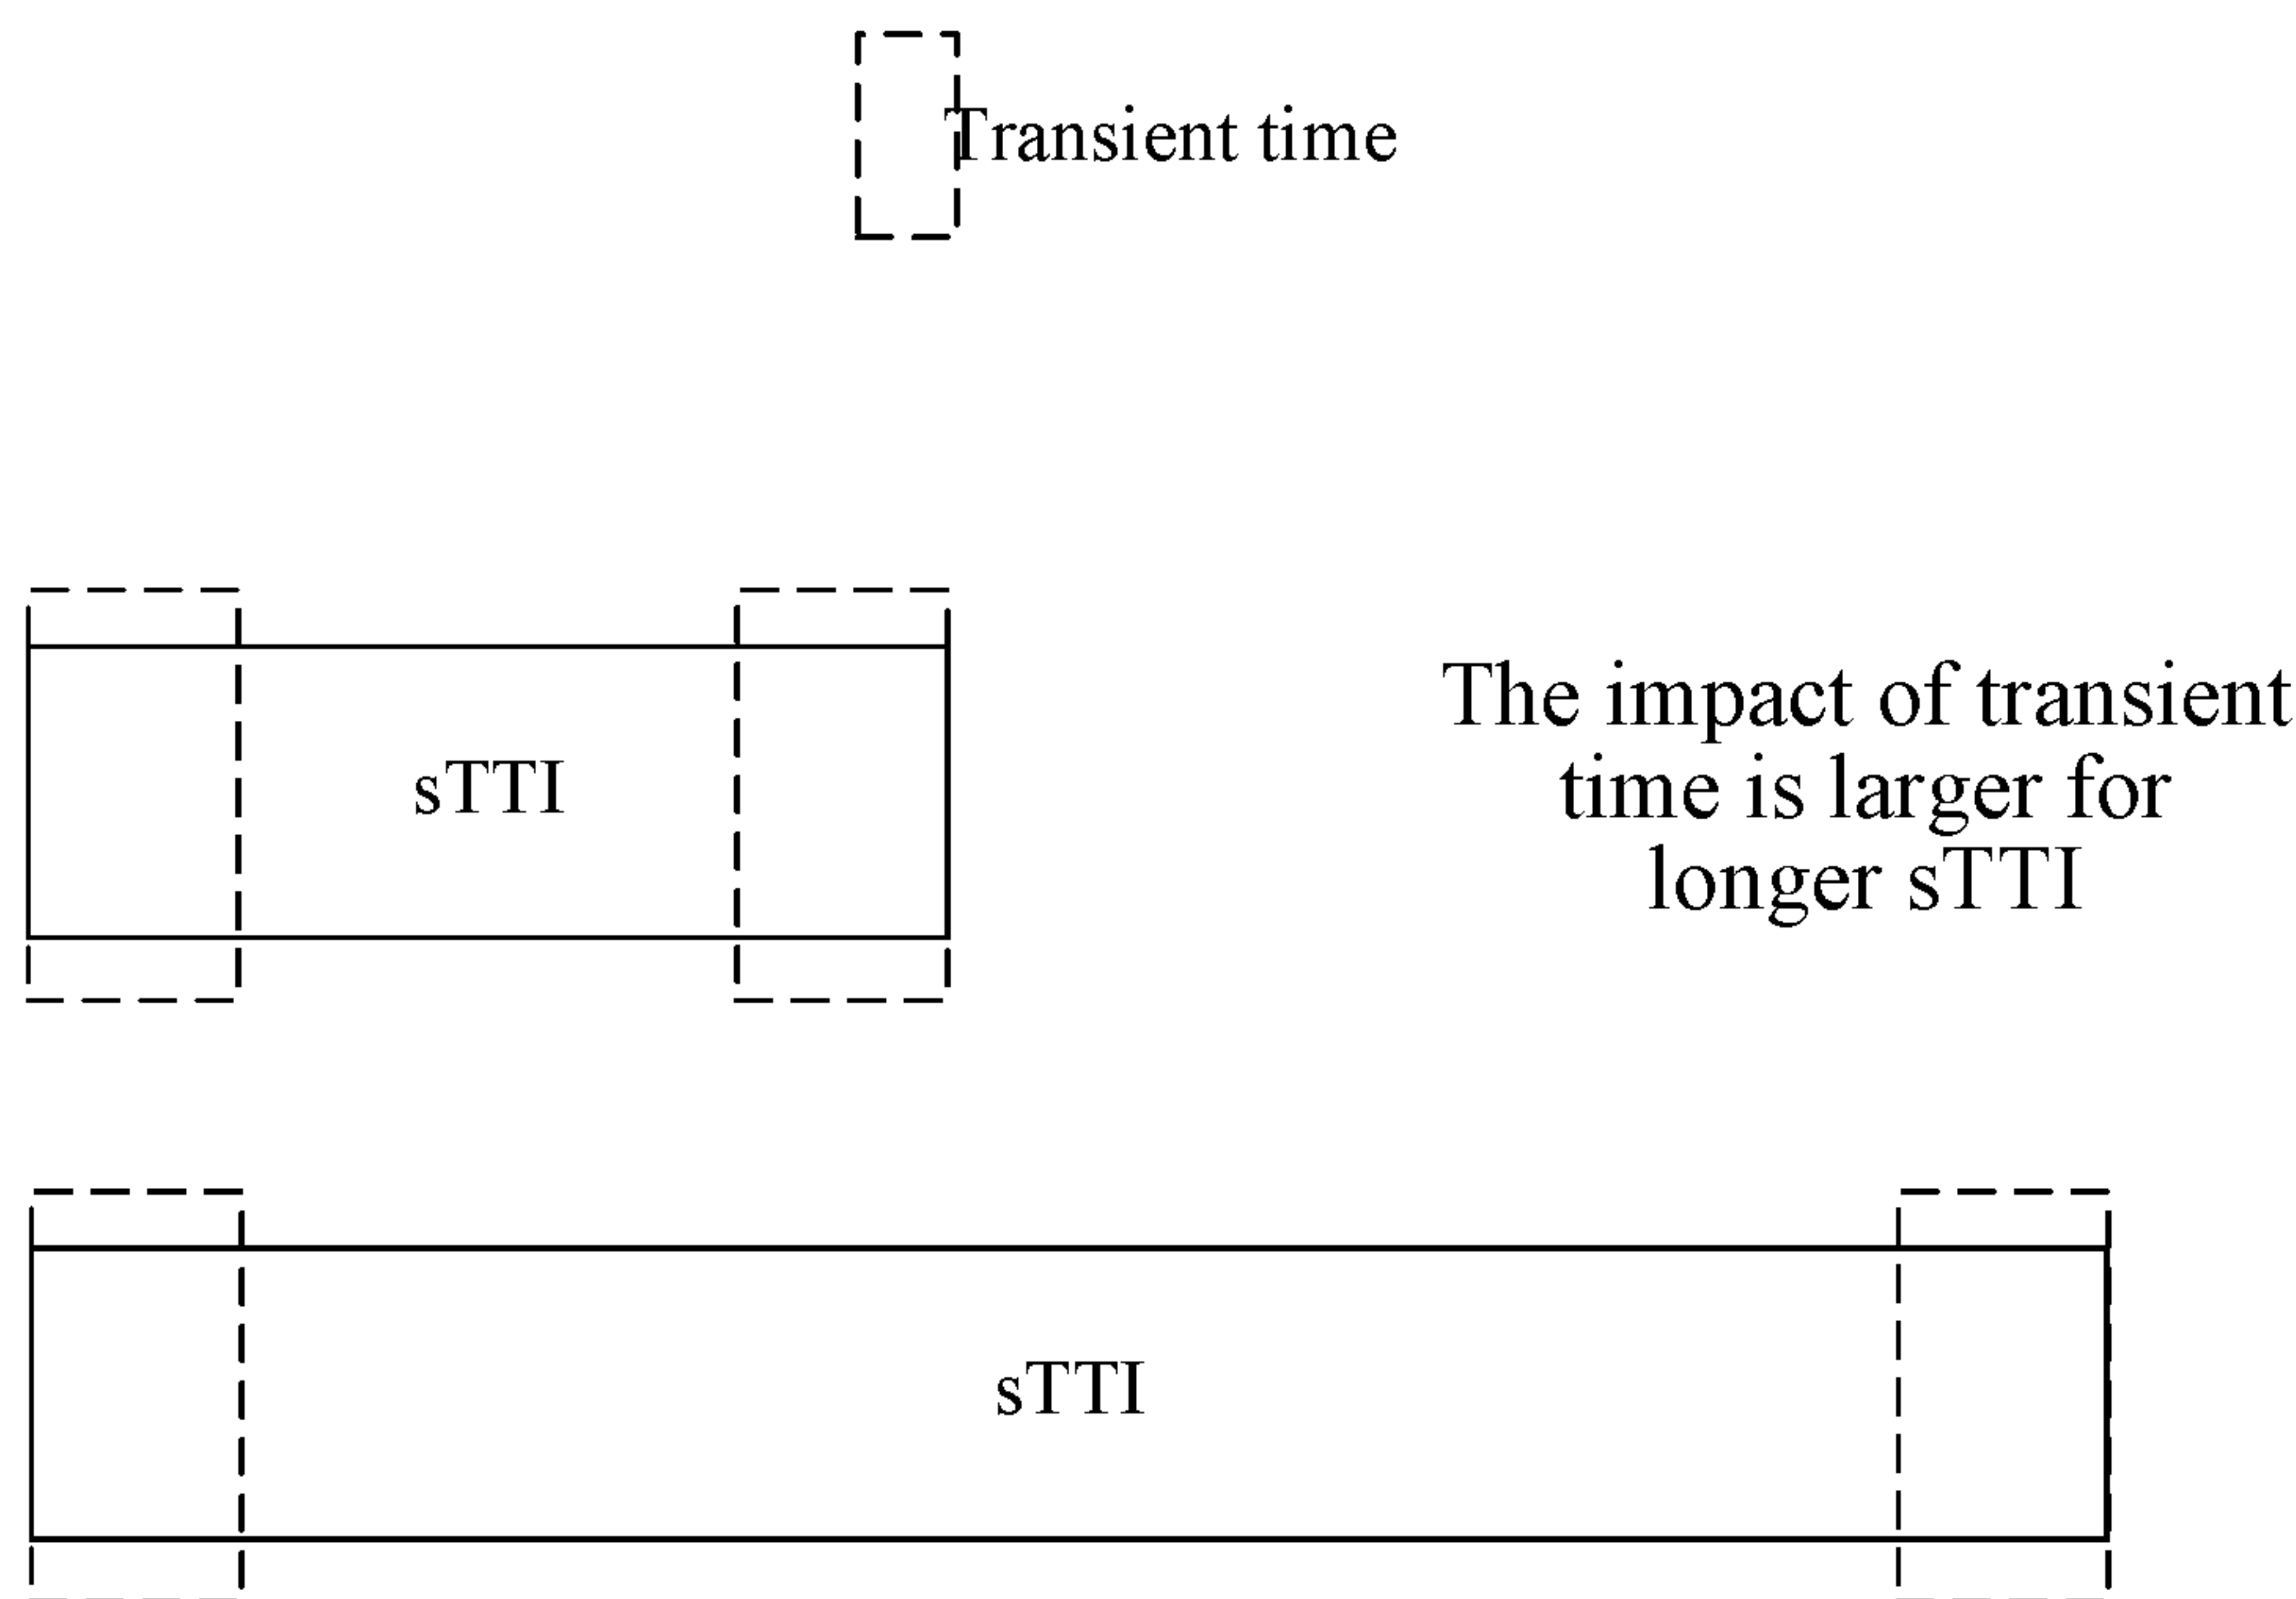 Transient time
The impact of transient
time is larger for
longer sTTI
sTTI
sTTI